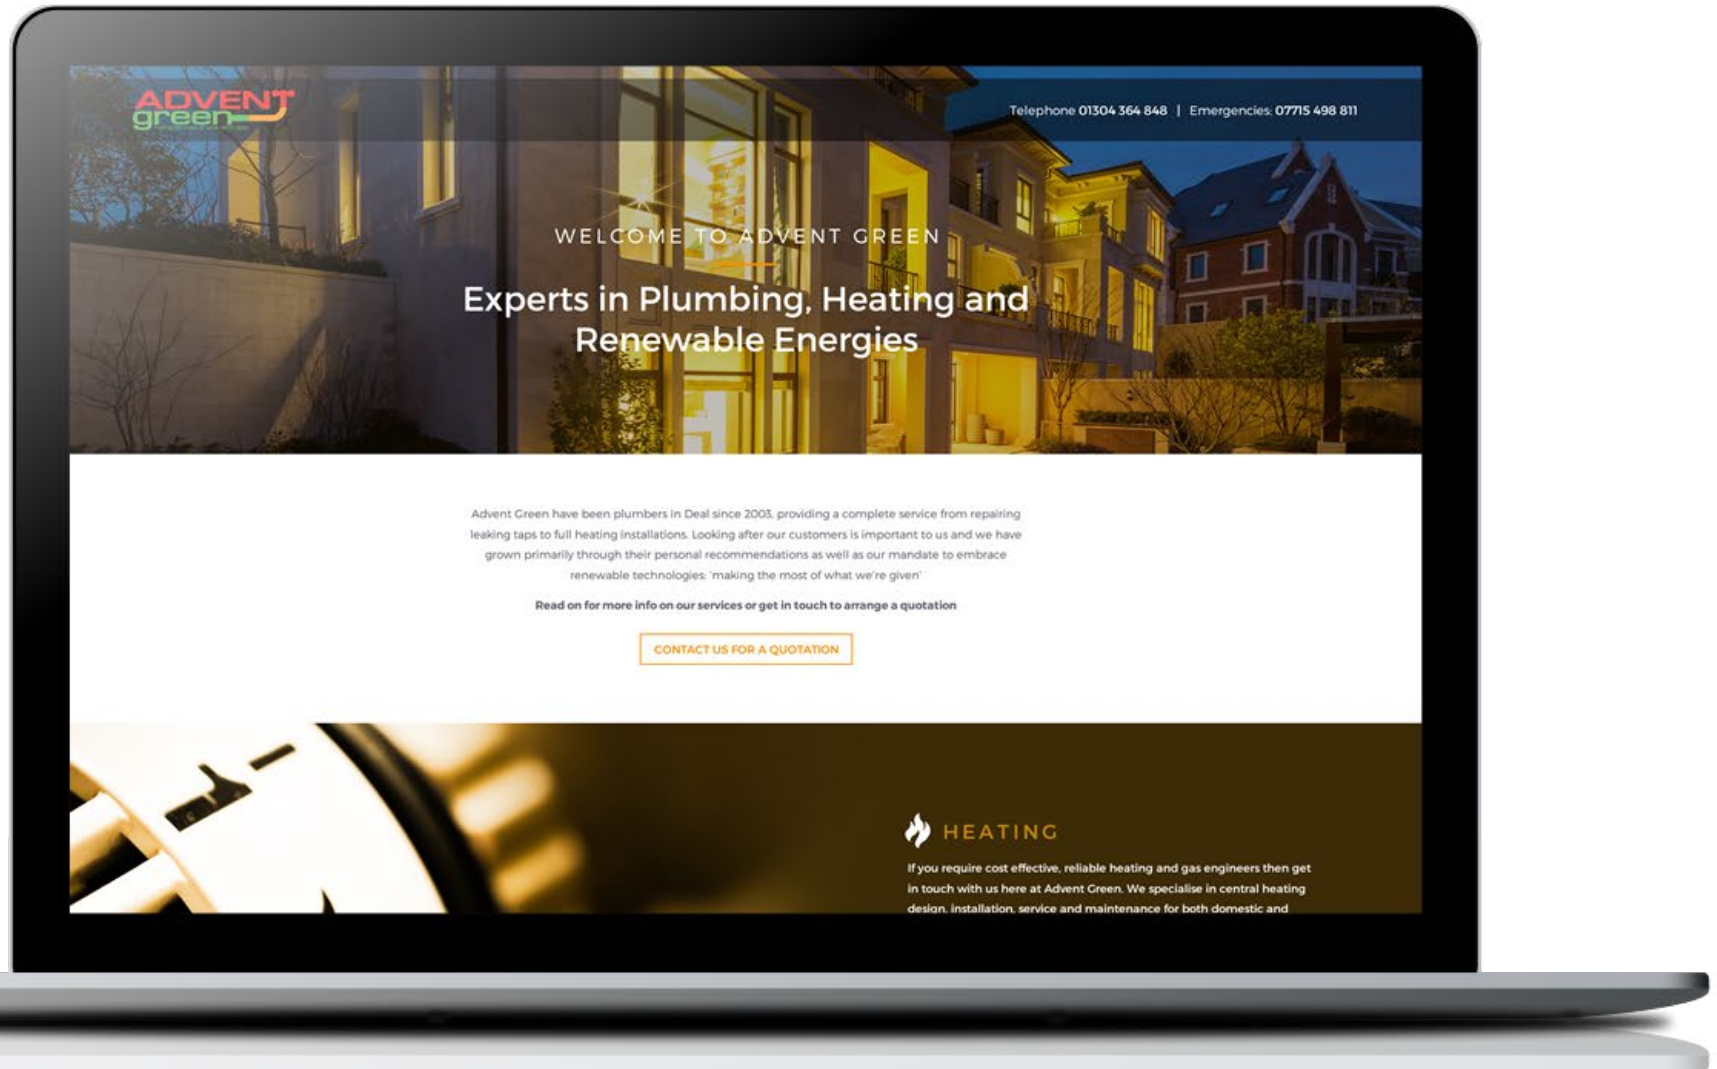 ADVENT
green
Telephone 01304 364 848 | Emergencies: 07715 498 811
WELCOME TO ADVENT GREEN
Experts in Plumbing, Heating and
Renewable Energies
Advent Green have been plumbers in Deal since 2003, providing a complete service from repairing
leaking taps to full heating installations. Looking after our customers is important to us and we have
grown primarily through their personal recommendations as well as our mandate to embrace
renewable technologies: 'making the most of what we're given'
Read on for more info on our services or get in touch to arrange a quotation
CONTACT US FOR A QUOTATION
HEATING
If you require cost effective, reliable heating and gas engineers then get
in touch with us here at Advent Green. We specialise in central heating
design, installation, service and maintenance for both domestic and